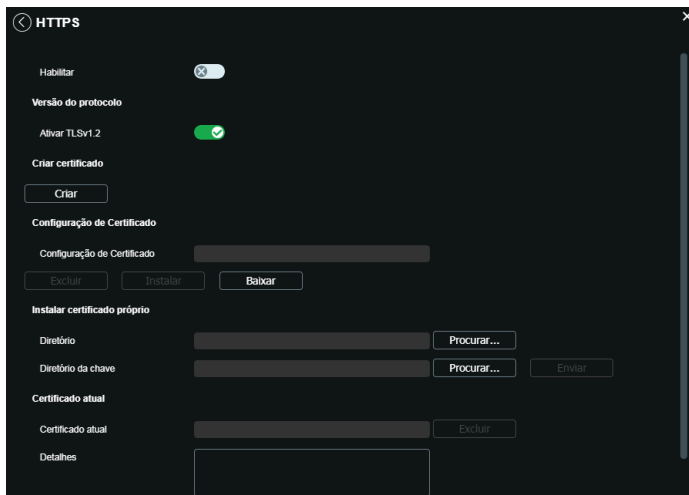 HTTPS
Habilitar
Versão do protocolo
Ativar TLSv1.2
Criar certificado
Criar
Configuração de Certificado
Configuração de Certificado
Excluir Instalar Baixar
Instalar certificado próprio
Diretório Procurar...
Diretório da chave Procurar... Enviar
Certificado atual
Certificado atual Excluir
Detalhes